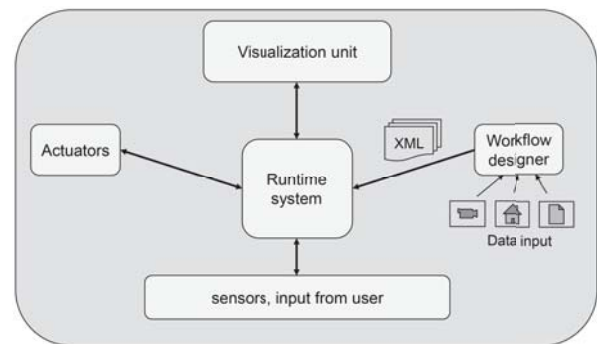 Visualization unit
Actuators
XML
Workflow
designer
Runtime
system
Data input
sensors, input from user